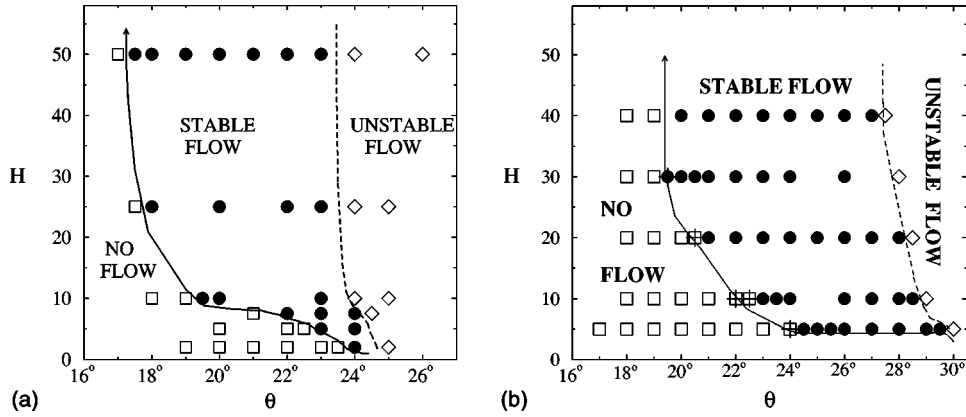 50
40
30
20
10
0
H
16°
18°
20°
22°
24°
26°
θ
STABLE
FLOW
UNSTABLE
FLOW
NO
FLOW
(a)
60
50
40
30
20
10
0
H
16°
18°
20°
22°
24°
26°
28°
30°
θ
STABLE FLOW
UNSTABLE FLOW
NO
FLOW
(b)